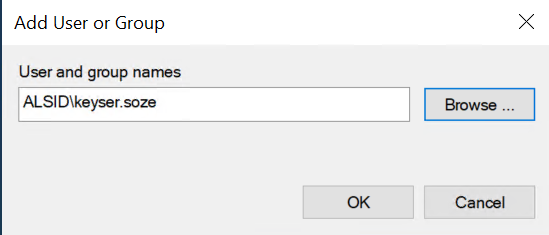 Add User or Group
User and group names
ALSID\keyser.soze
Browse ...
OK
Cancel